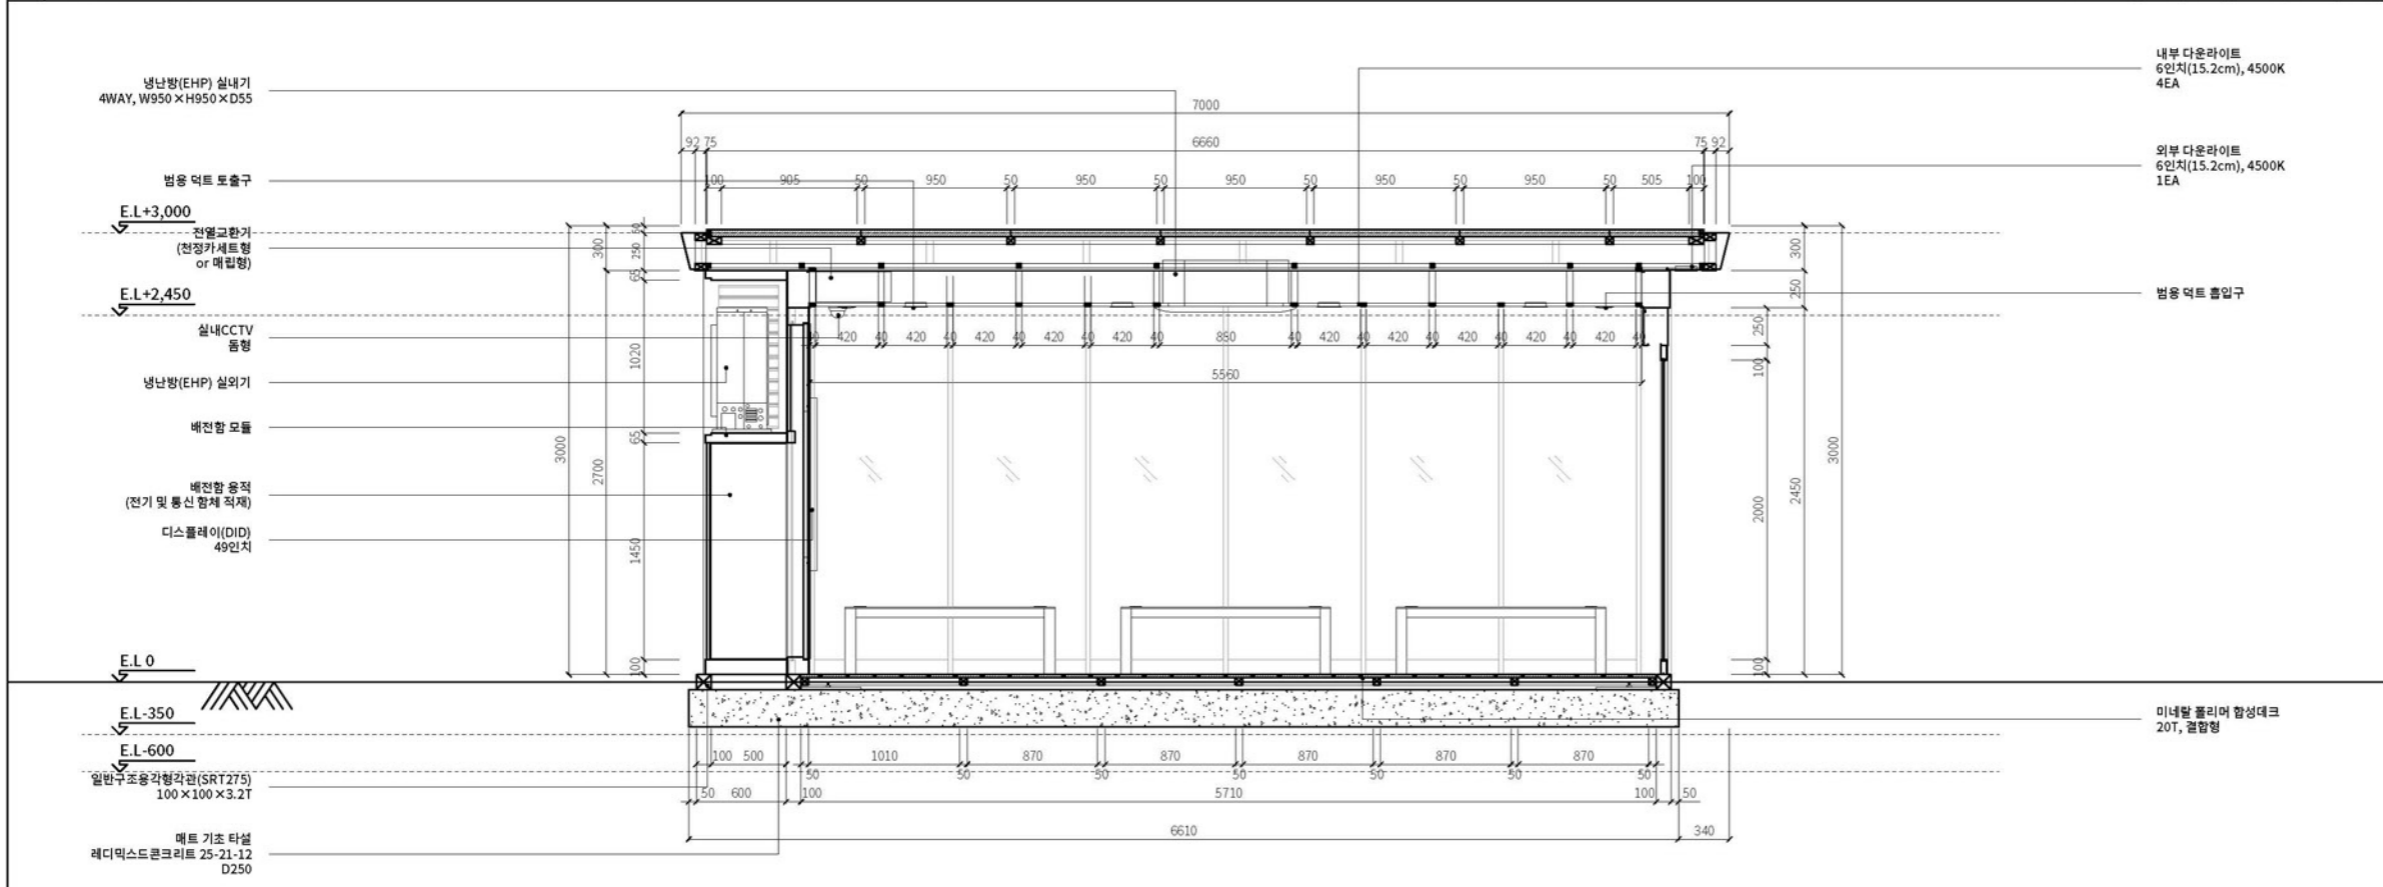 내부 다운라이트
6인치(15.2cm), 4500K
4EA
냉난방(EHP) 실내기
4WAY, W950×H950×D55
7000
92 75 6660 75 92
외부 다운라이트
6인치(15.2cm), 4500K
1EA
범용 덕트 토출구
100 905 50 950 50 950 50 950 50 950 50 950 50 505 100
E.L+3,000
전열교환기
(천정카세트형
or 매립형)
300 50 250 65
300 250
E.L+2,450
범용 덕트 흡입구
실내CCTV
돔형
40 420 40 420 40 420 40 420 40 420 40 850 40 420 40 420 40 420 40 420 40 420 40
250
100
1020
5560
냉난방(EHP) 실외기
배전함 모듈
65
3000
2700
3000
2450
2000
배전함 용적
(전기 및 통신 함체 적재)
디스플레이(DID)
49인치
1450
100
100
E.L 0
E.L-350
미네랄 폴리머 합성데크
20T, 결합형
E.L-600
100 500 1010 870 870 870 870 870
50 50 50 50 50 50 50
일반구조용각형각관(SRT275)
100×100×3.2T
50 600 100 5710 100 50
6610 340
매트 기초 타설
레디믹스드콘크리트 25-21-12
D250